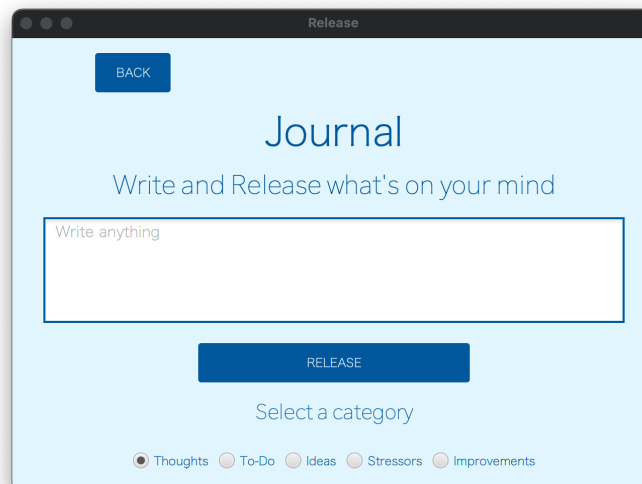 Release
BACK
Journal
Write and Release what's on your mind
Write anything
RELEASE
Select a category
Thoughts To-Do Ideas Stressors Improvements